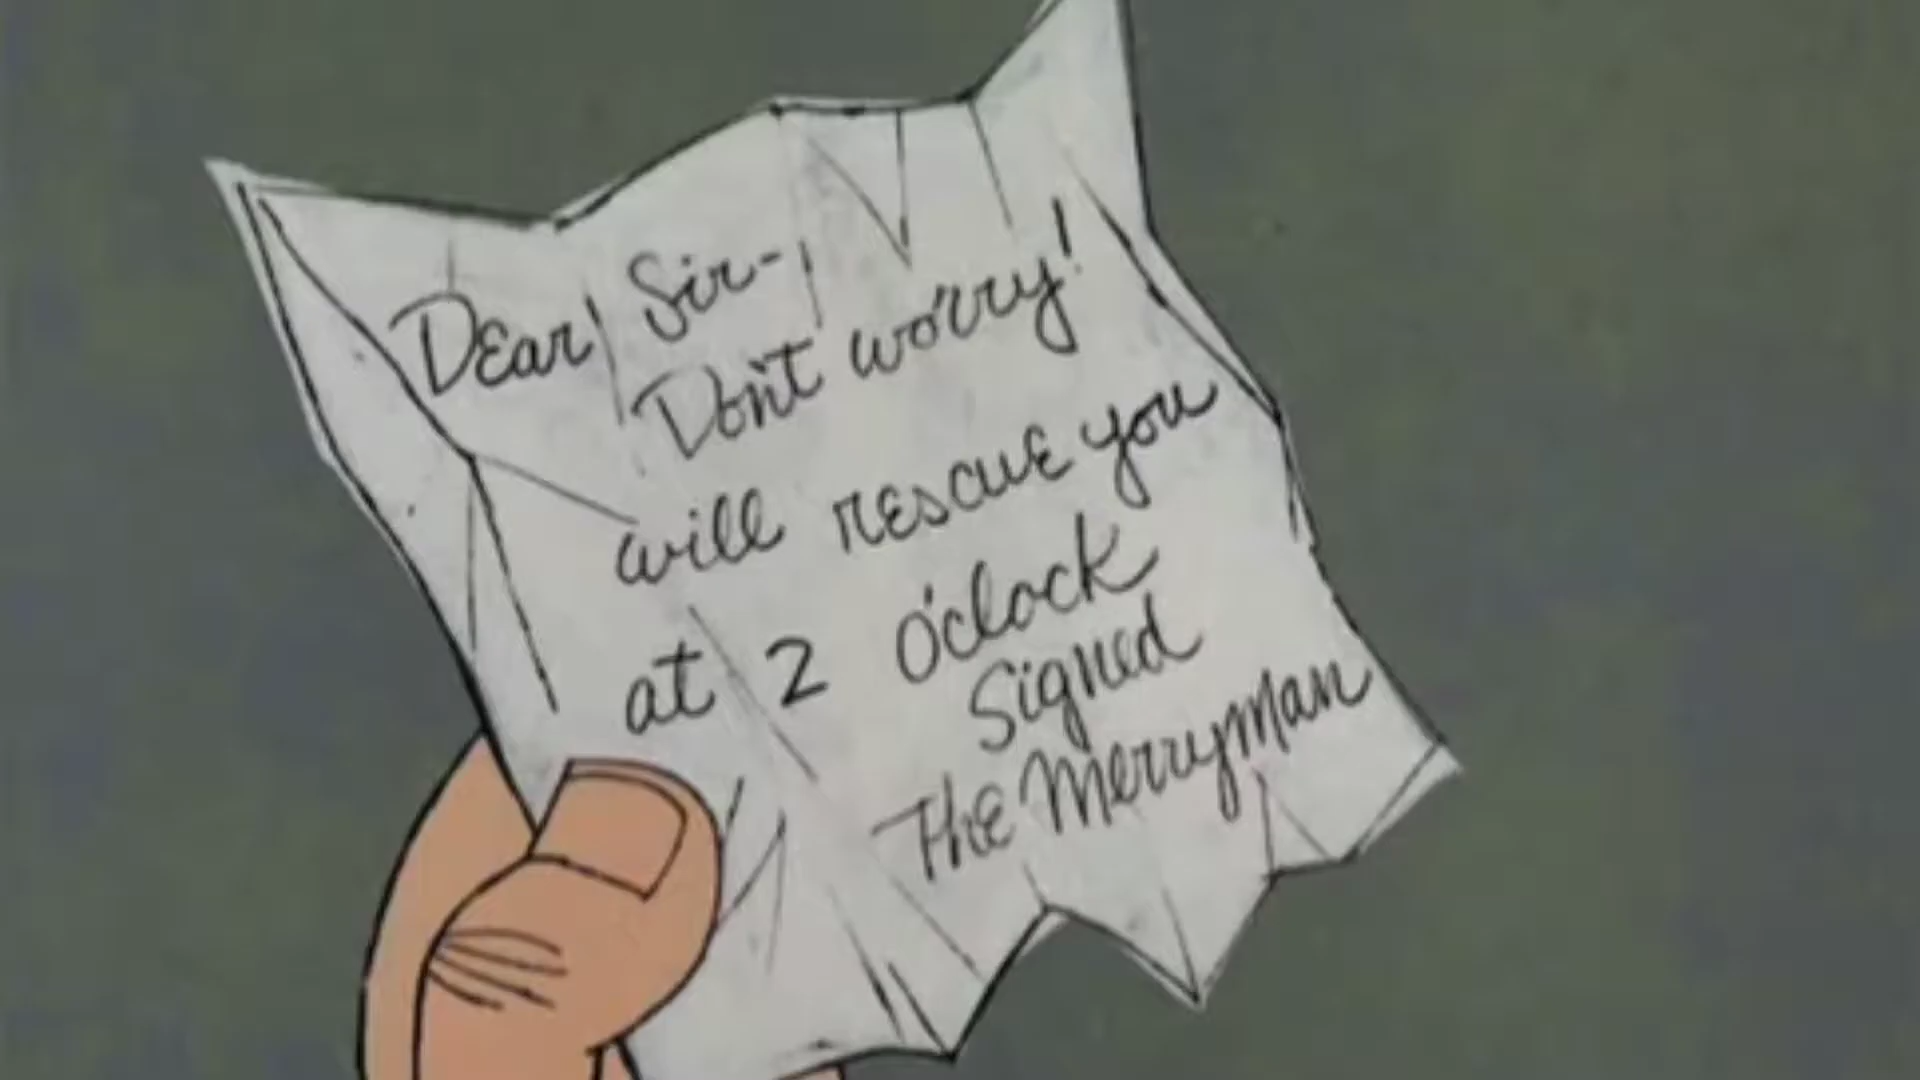 Dear Sir-
Don't worry!
will rescue you
at 2 o'clock
Signed
The Merryman